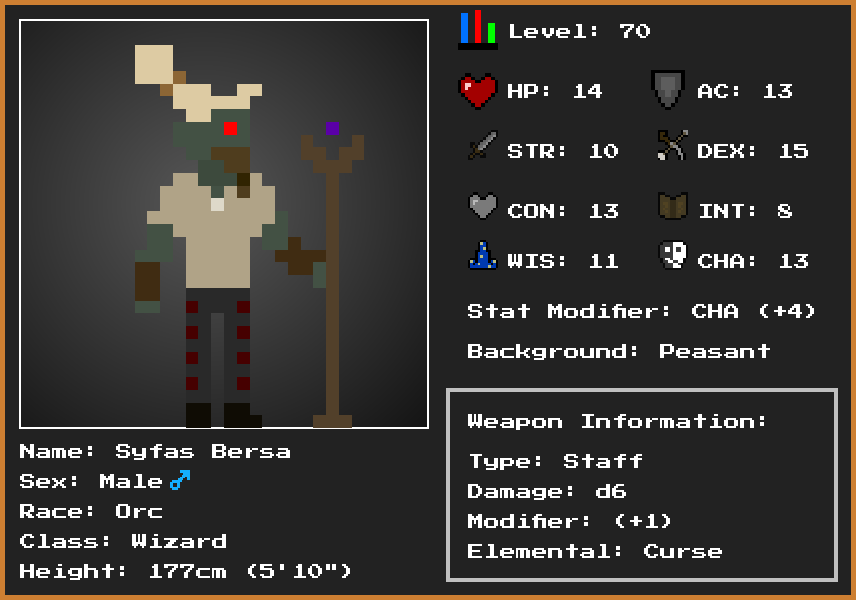 Level: 70
HP: 14 AC: 13
STR: 10 DEX: 15
CON: 13 INT: 8
WIS: 11 CHA: 13
Stat Modifier: CHA (+4)
Background: Peasant
Weapon Information:
Type: Staff
Damage: d6
Modifier: (+1)
Elemental: Curse
Name: Syfas Bersa
Sex: Male♂
Race: Orc
Class: Wizard
Height: 177cm (5'10")